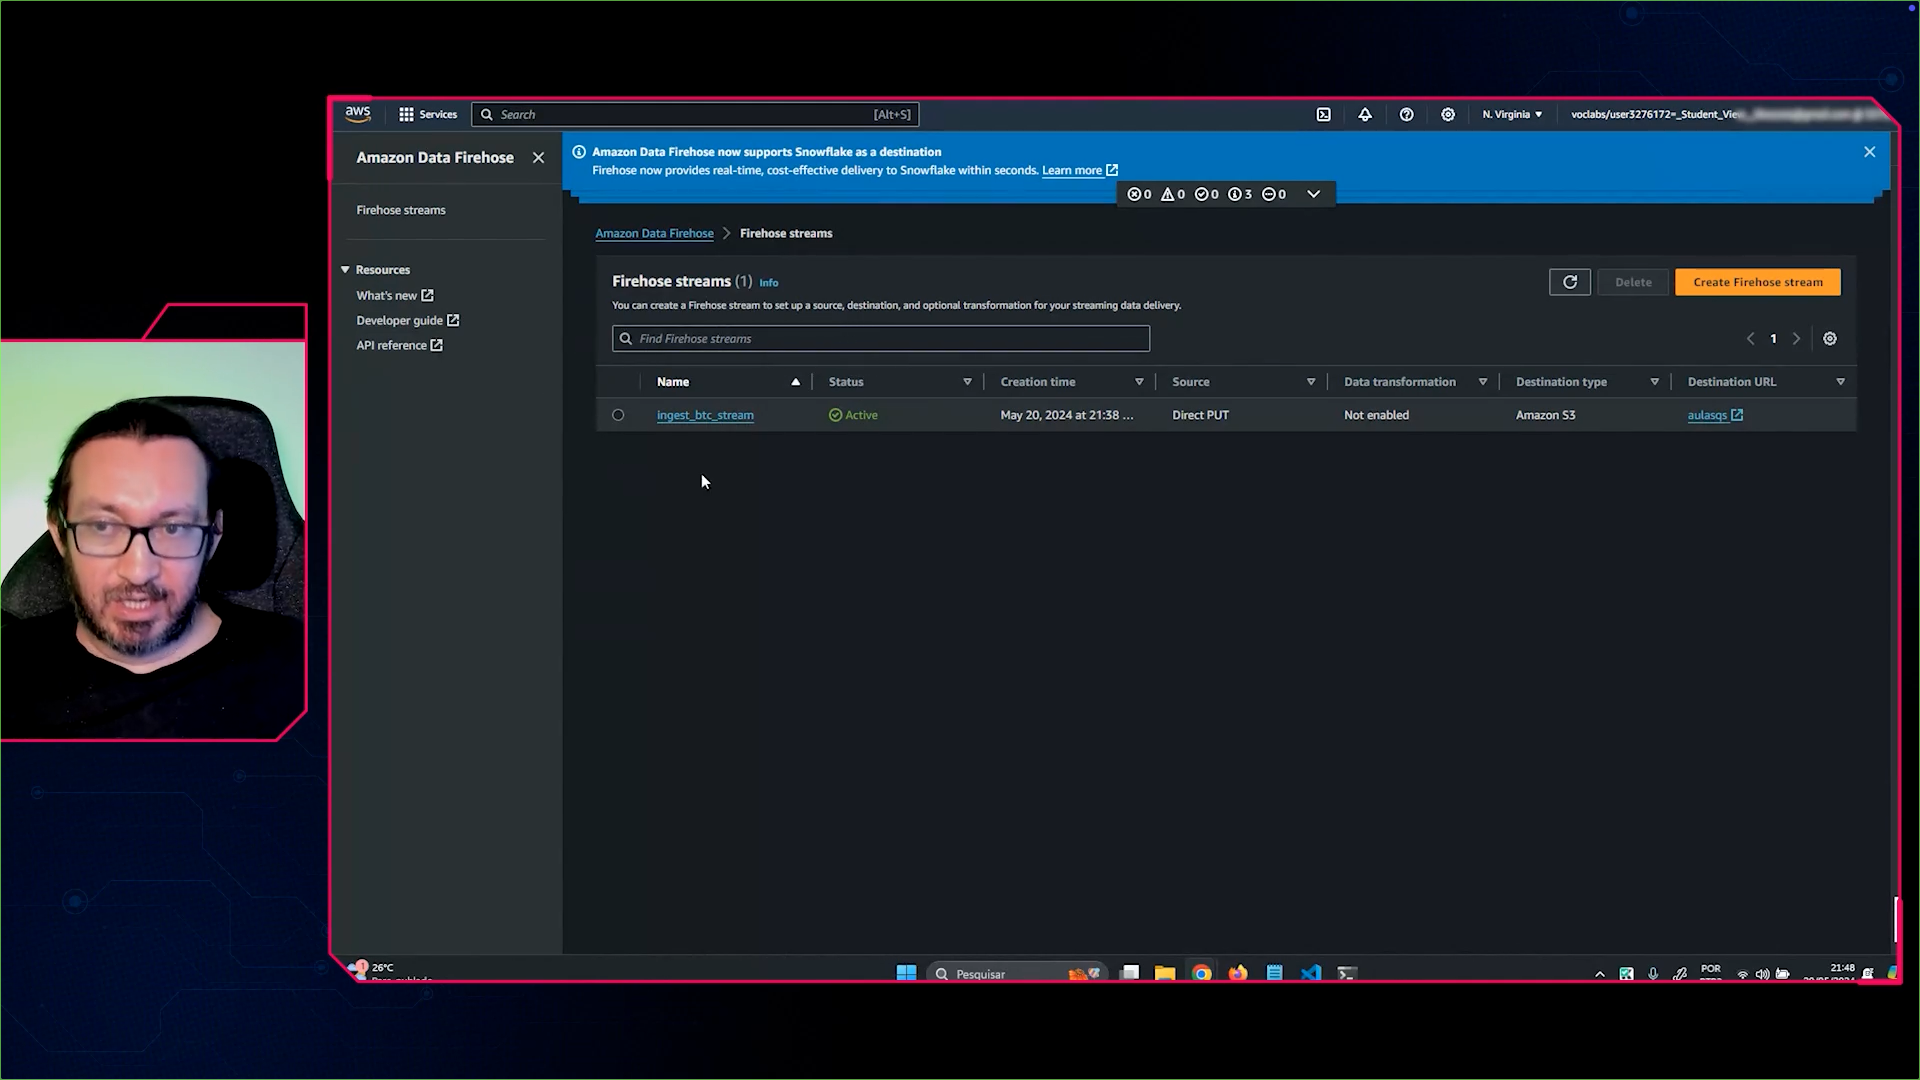 aws Services Search [Alt+S] N. Virginia voclabs/user3276172=_Student_Vie
Amazon Data Firehose
Firehose streams
Resources
What's new
Developer guide
API reference
Amazon Data Firehose now supports Snowflake as a destination
Firehose now provides real-time, cost-effective delivery to Snowflake within seconds. Learn more
0 0 0 3 0
Amazon Data Firehose Firehose streams
Firehose streams (1) Info
Delete Create Firehose stream
You can create a Firehose stream to set up a source, destination, and optional transformation for your streaming data delivery.
Find Firehose streams
1
Name Status Creation time Source Data transformation Destination type Destination URL
ingest_btc_stream Active May 20, 2024 at 21:38 ... Direct PUT Not enabled Amazon S3 aulasqs
1 26°C
Pesquisar
POR
21:48